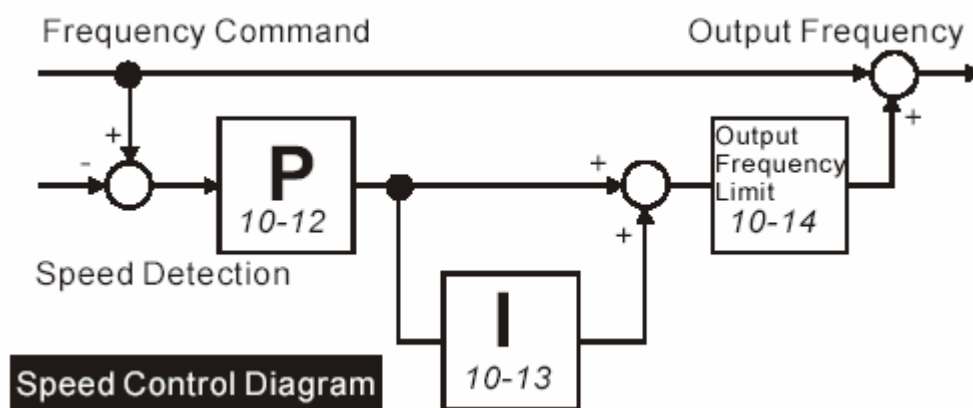 Frequency Command
Output Frequency
+
+
-
P
10-12
+
+
Output
Frequency
Limit
10-14
Speed Detection
I
10-13
Speed Control Diagram